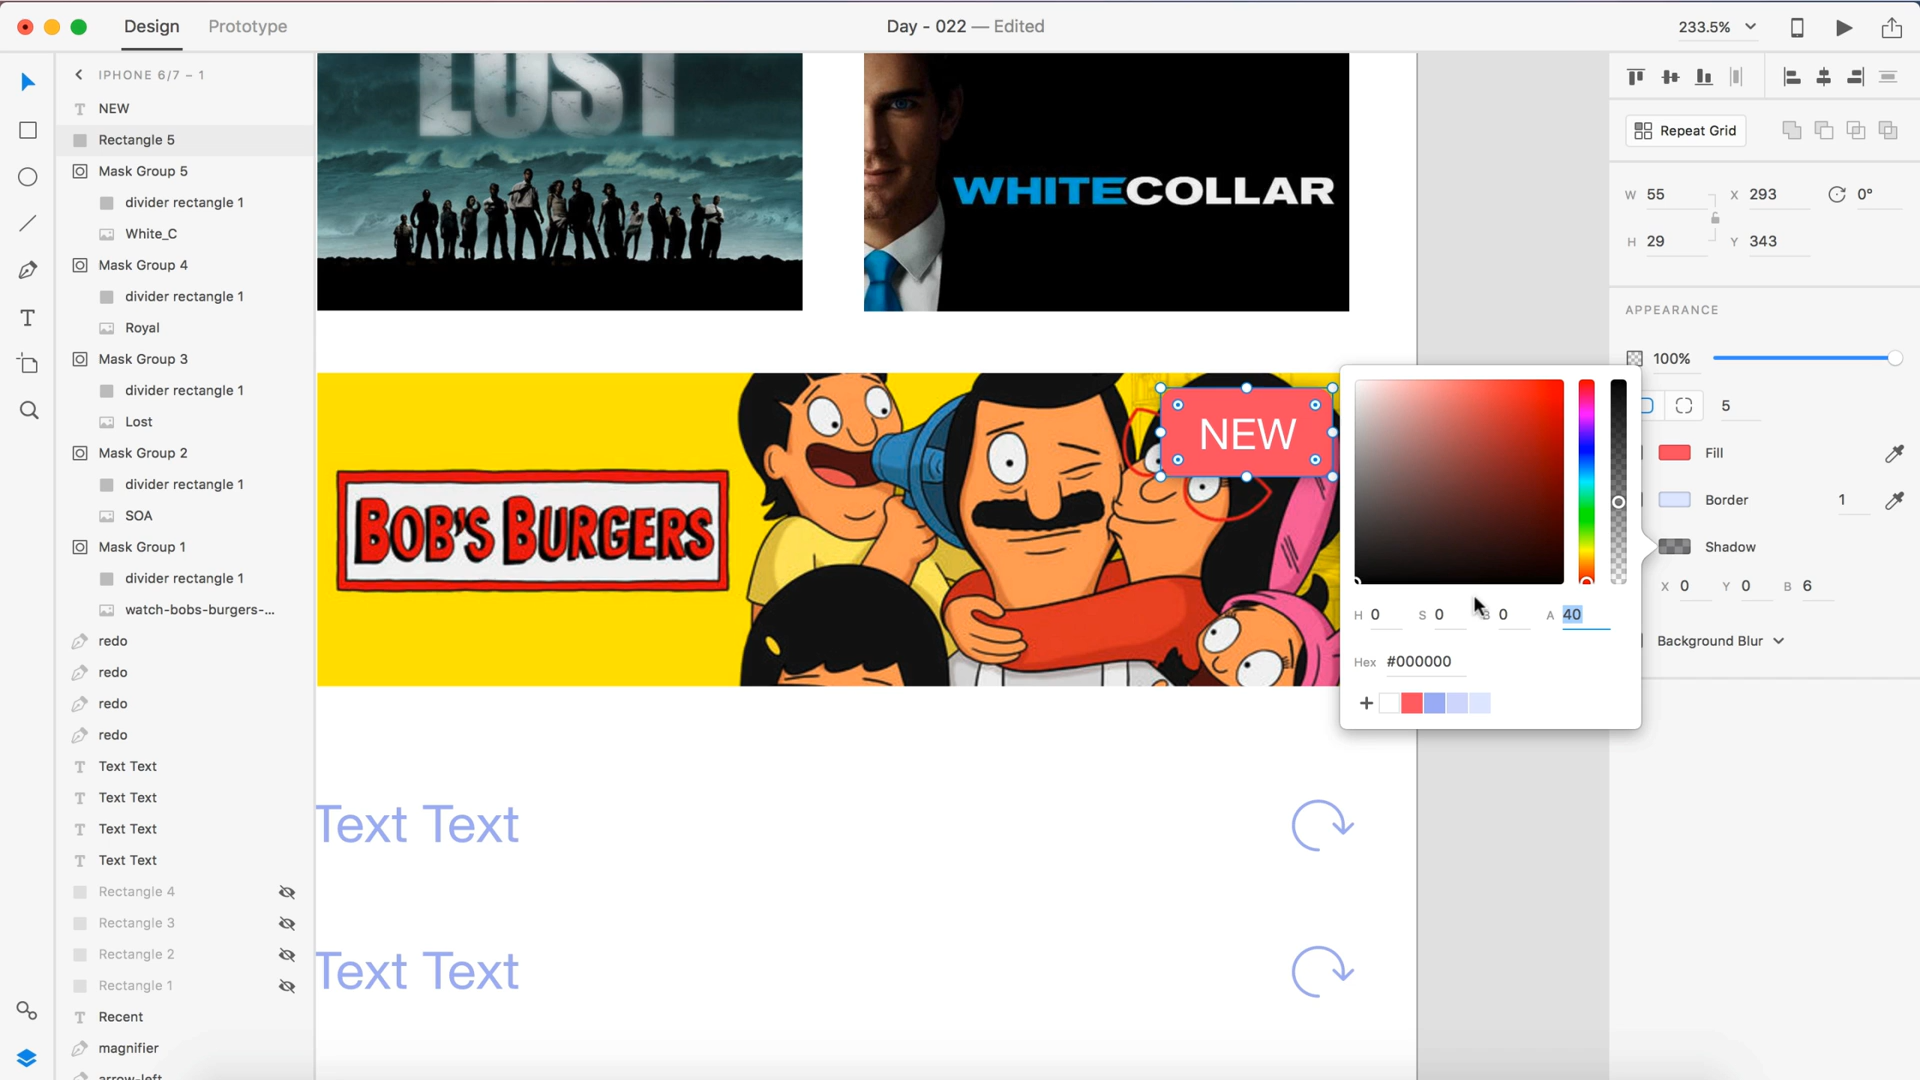 Design
Prototype
Day - 022 — Edited
233.5%
IPHONE 6/7 – 1
NEW
Rectangle 5
Mask Group 5
divider rectangle 1
White_C
Mask Group 4
divider rectangle 1
Royal
Mask Group 3
divider rectangle 1
Lost
Mask Group 2
divider rectangle 1
SOA
Mask Group 1
divider rectangle 1
watch-bobs-burgers-...
redo
redo
redo
redo
Text Text
Text Text
Text Text
Text Text
Rectangle 4
Rectangle 3
Rectangle 2
Rectangle 1
Recent
magnifier
arrow-left
LOST
WHITECOLLAR
BOB'S BURGERS
NEW
Text Text
Text Text
Repeat Grid
W 55 X 293 0°
H 29 Y 343
APPEARANCE
100%
5
Fill
Border 1
Shadow
X 0 Y 0 B 6
Background Blur
H 0 S 0 B 0 A 40
Hex #000000